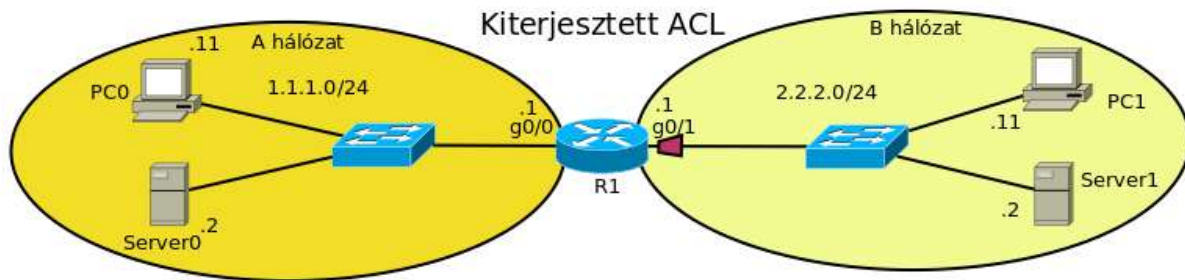 Kiterjesztett ACL
A hálózat
.11
PC0
1.1.1.0/24
.1
g0/0
Server0
.2
R1
B hálózat
.1
g0/1
2.2.2.0/24
PC1
.11
Server1
.2